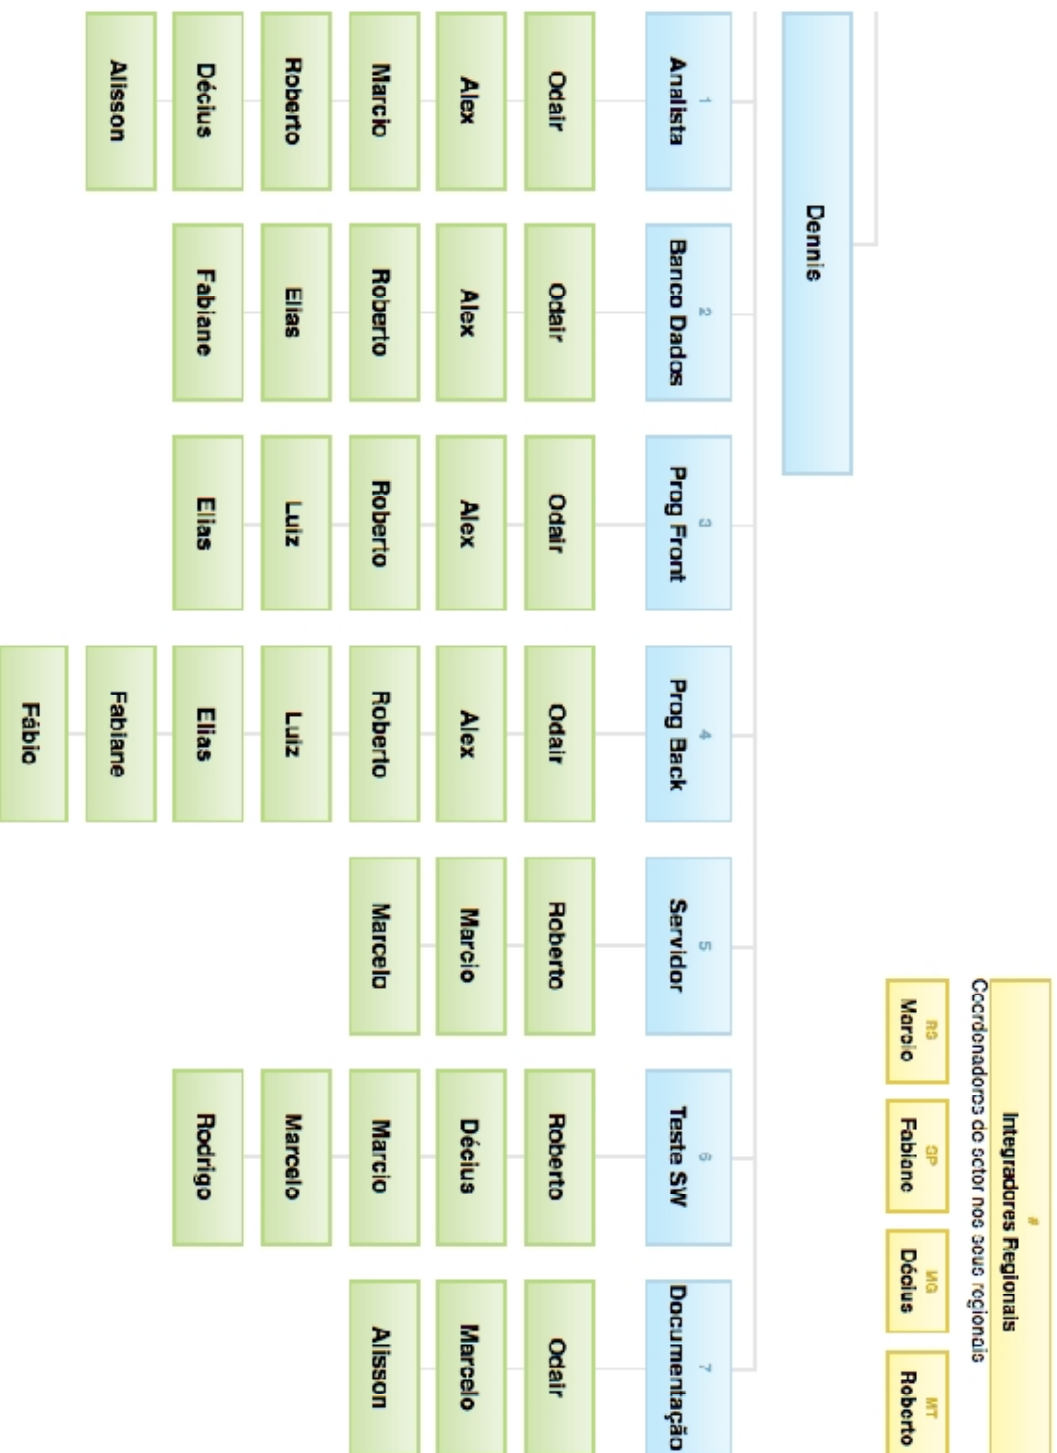 #
Integradores Regionais
Coordenadores do setor nos seus regionais
RS
Marcio
SP
Fabiane
MG
Décius
MT
Roberto
Dennis
1
Analista
Odair
Alex
Marcio
Roberto
Décius
Alisson
2
Banco Dados
Odair
Alex
Roberto
Elias
Fabiane
3
Prog Front
Odair
Alex
Roberto
Luiz
Elias
4
Prog Back
Odair
Alex
Roberto
Luiz
Elias
Fabiane
Fábio
5
Servidor
Roberto
Marcio
Marcelo
6
Teste SW
Roberto
Décius
Marcio
Marcelo
Rodrigo
7
Documentação
Odair
Marcelo
Alisson